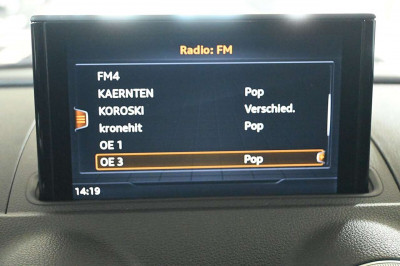 Radio: FM
FM4
KAERNTEN Pop
KOROSKI Verschied.
kronehit Pop
OE 1
OE 3 Pop
14:19